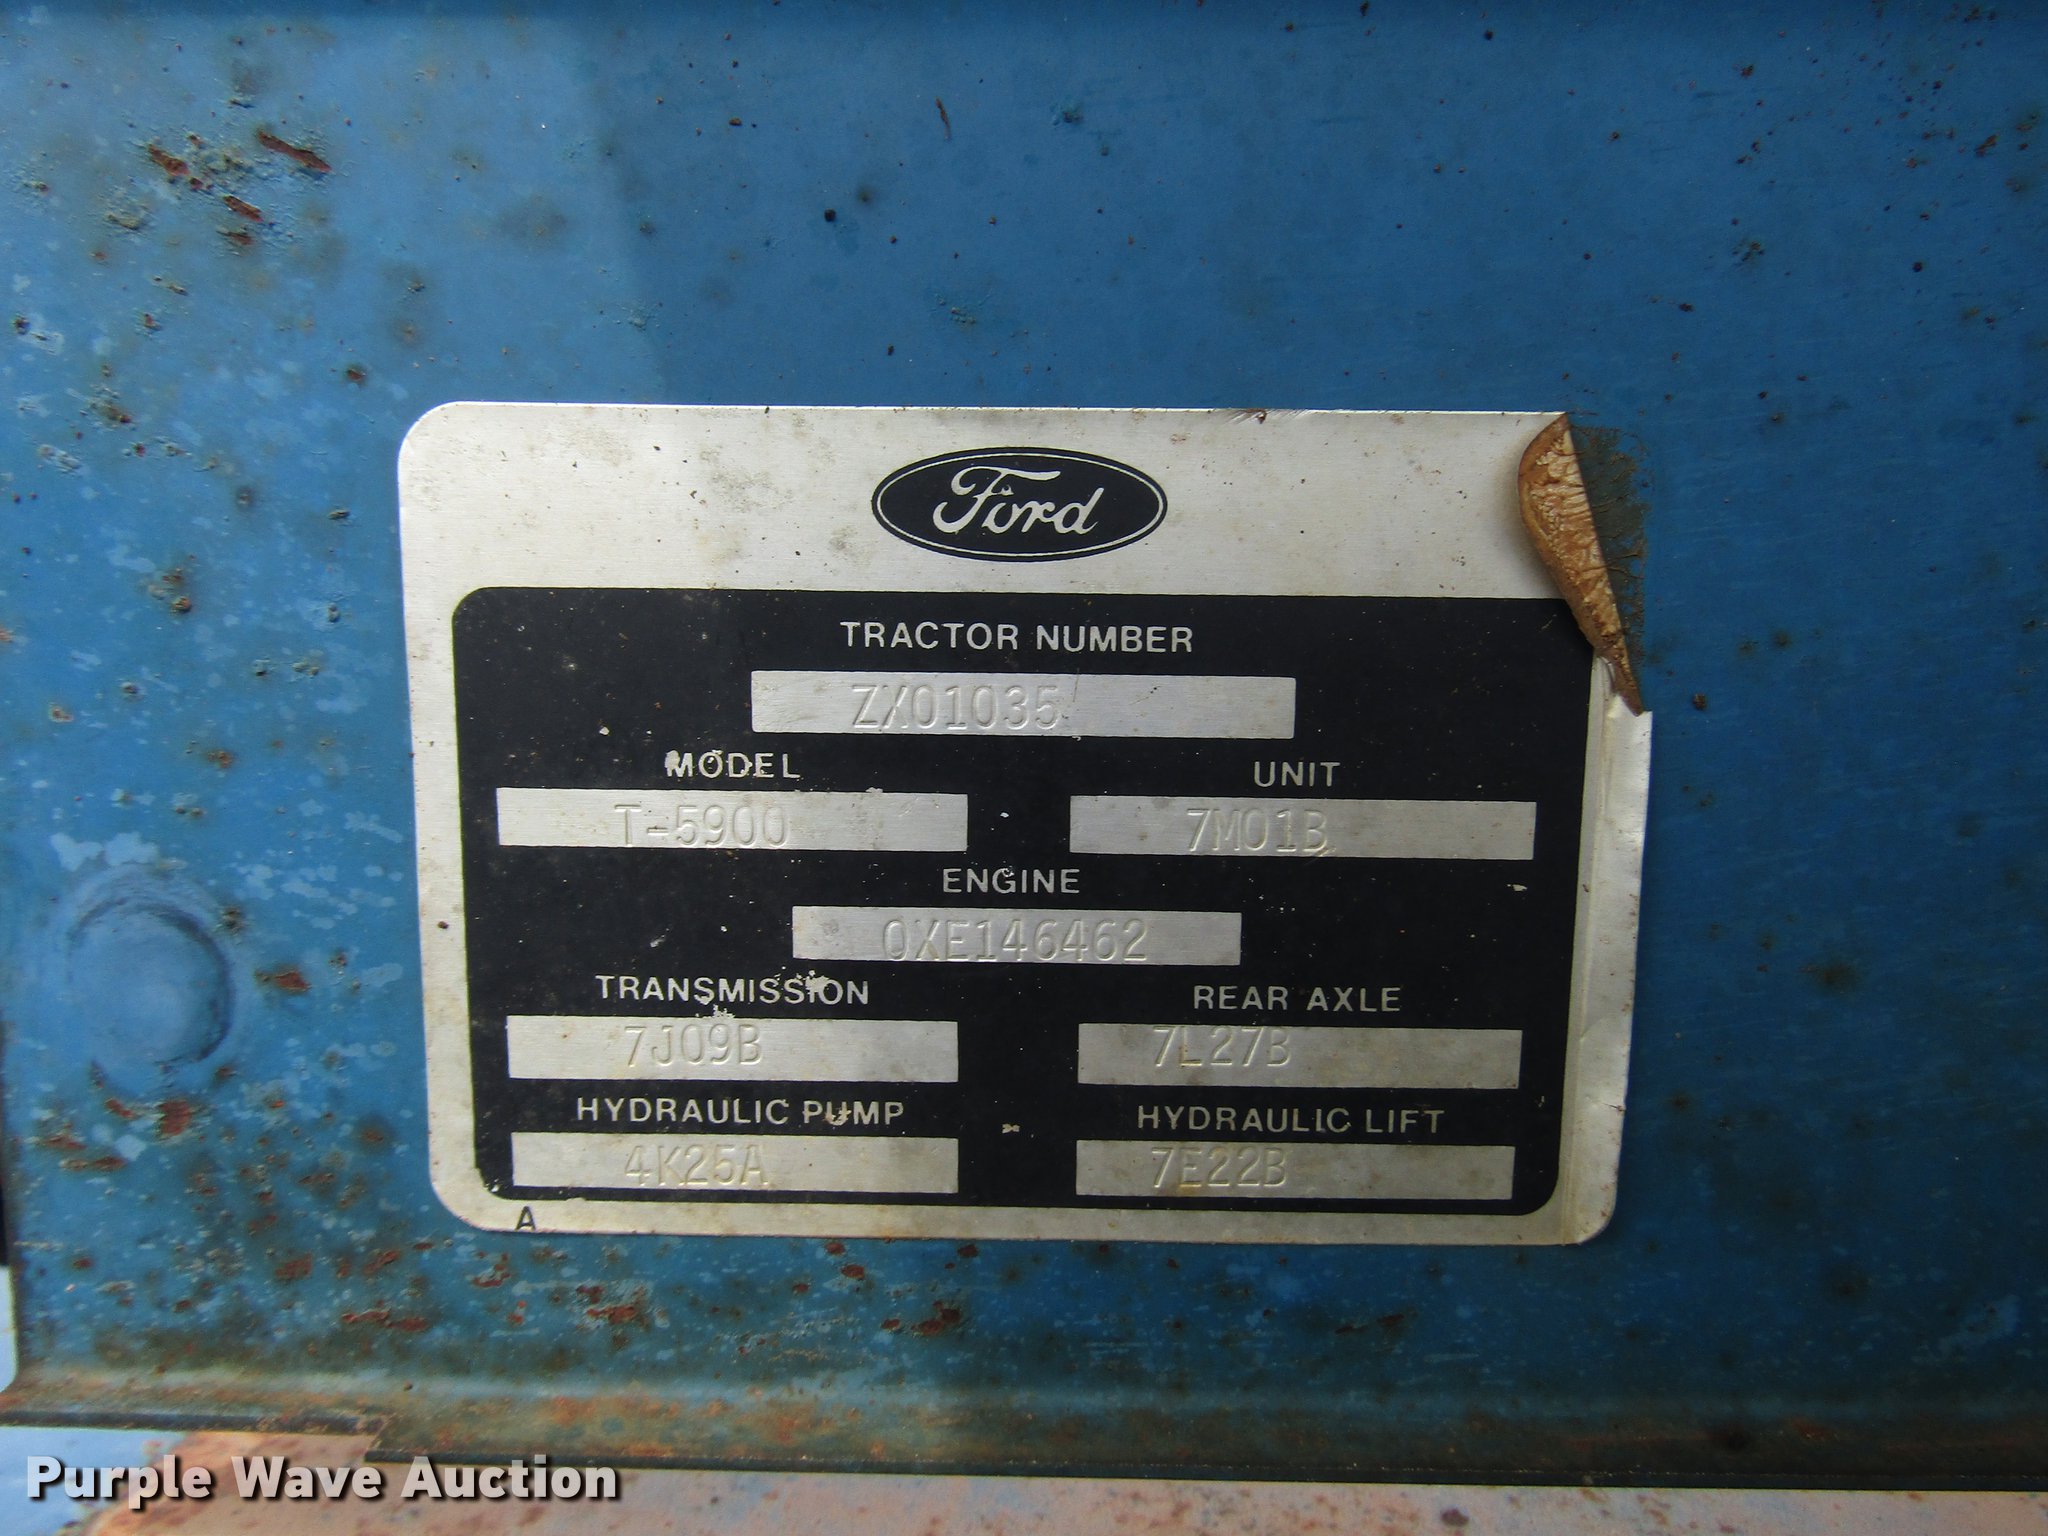 Ford
TRACTOR NUMBER
ZX01035
MODEL UNIT
T-5900 7M01B
ENGINE
0XE146462
TRANSMISSION REAR AXLE
7J09B 7L27B
HYDRAULIC PUMP HYDRAULIC LIFT
4K25A 7E22B
A
Purple Wave Auction